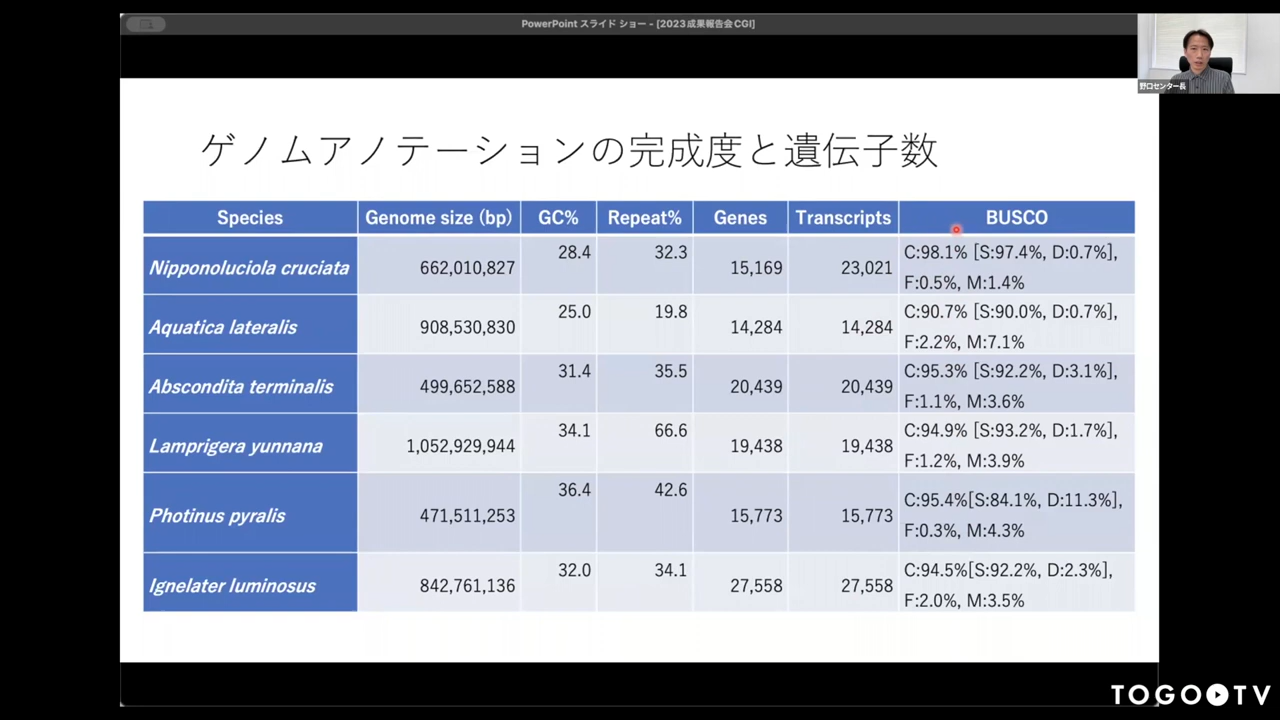 PowerPoint スライド ショー - [2023成果報告会CGI]
野口センター長
ゲノムアノテーションの完成度と遺伝子数
Species Genome size (bp) GC% Repeat% Genes Transcripts BUSCO
Nipponoluciola cruciata 662,010,827 28.4 32.3 15,169 23,021 C:98.1% [S:97.4%, D:0.7%],
F:0.5%, M:1.4%
Aquatica lateralis 908,530,830 25.0 19.8 14,284 14,284 C:90.7% [S:90.0%, D:0.7%],
F:2.2%, M:7.1%
Abscondita terminalis 499,652,588 31.4 35.5 20,439 20,439 C:95.3% [S:92.2%, D:3.1%],
F:1.1%, M:3.6%
Lamprigera yunnana 1,052,929,944 34.1 66.6 19,438 19,438 C:94.9% [S:93.2%, D:1.7%],
F:1.2%, M:3.9%
Photinus pyralis 471,511,253 36.4 42.6 15,773 15,773 C:95.4%[S:84.1%, D:11.3%],
F:0.3%, M:4.3%
Ignelater luminosus 842,761,136 32.0 34.1 27,558 27,558 C:94.5%[S:92.2%, D:2.3%],
F:2.0%, M:3.5%
TOGO TV